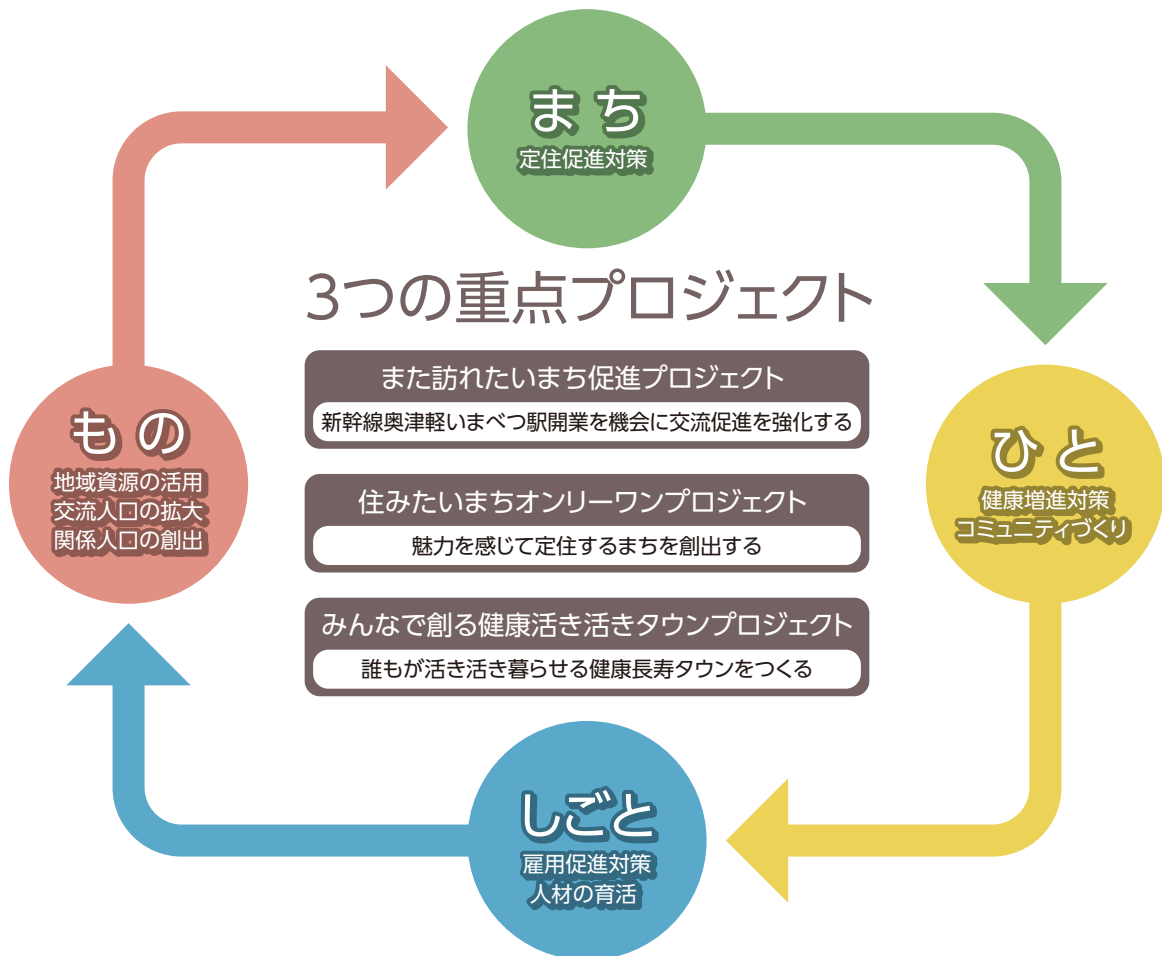 まち
定住促進対策
3つの重点プロジェクト
また訪れたいまち促進プロジェクト
新幹線奥津軽いまべつ駅開業を機会に交流促進を強化する
住みたいまちオンリーワンプロジェクト
魅力を感じて定住するまちを創出する
みんなで創る健康活き活きタウンプロジェクト
誰もが活き活き暮らせる健康長寿タウンをつくる
もの
地域資源の活用
交流人口の拡大
関係人口の創出
ひと
健康増進対策
コミュニティづくり
しごと
雇用促進対策
人材の育活